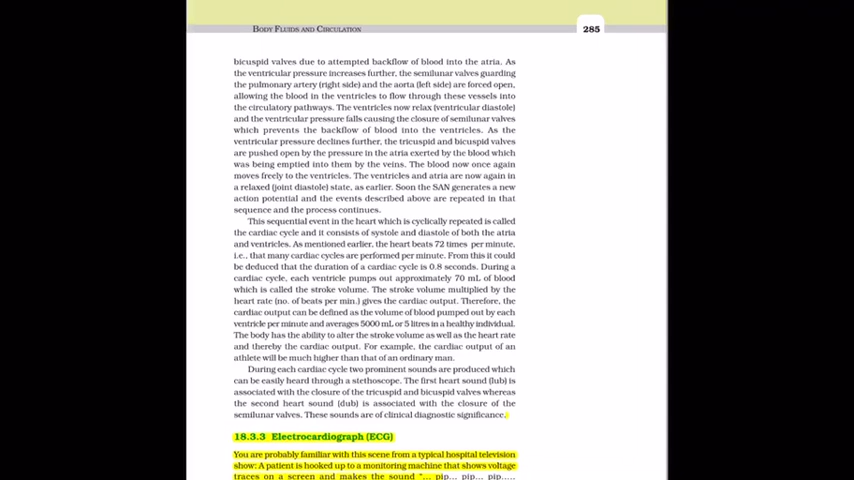 BODY FLUIDS AND CIRCULATION
285
bicuspid valves due to attempted backflow of blood into the atria. As
the ventricular pressure increases further, the semilunar valves guarding
the pulmonary artery (right side) and the aorta (left side) are forced open,
allowing the blood in the ventricles to flow through these vessels into
the circulatory pathways. The ventricles now relax (ventricular diastole)
and the ventricular pressure falls causing the closure of semilunar valves
which prevents the backflow of blood into the ventricles. As the
ventricular pressure declines further, the tricuspid and bicuspid valves
are pushed open by the pressure in the atria exerted by the blood which
was being emptied into them by the veins. The blood now once again
moves freely to the ventricles. The ventricles and atria are now again in
a relaxed (joint diastole) state, as earlier. Soon the SAN generates a new
action potential and the events described above are repeated in that
sequence and the process continues.
This sequential event in the heart which is cyclically repeated is called
the cardiac cycle and it consists of systole and diastole of both the atria
and ventricles. As mentioned earlier, the heart beats 72 times per minute,
i.e., that many cardiac cycles are performed per minute. From this it could
be deduced that the duration of a cardiac cycle is 0.8 seconds. During a
cardiac cycle, each ventricle pumps out approximately 70 mL of blood
which is called the stroke volume. The stroke volume multiplied by the
heart rate (no. of beats per min.) gives the cardiac output. Therefore, the
cardiac output can be defined as the volume of blood pumped out by each
ventricle per minute and averages 5000 mL or 5 litres in a healthy individual.
The body has the ability to alter the stroke volume as well as the heart rate
and thereby the cardiac output. For example, the cardiac output of an
athlete will be much higher than that of an ordinary man.
During each cardiac cycle two prominent sounds are produced which
can be easily heard through a stethoscope. The first heart sound (lub) is
associated with the closure of the tricuspid and bicuspid valves whereas
the second heart sound (dub) is associated with the closure of the
semilunar valves. These sounds are of clinical diagnostic significance.
18.3.3 Electrocardiograph (ECG)
You are probably familiar with this scene from a typical hospital television
show: A patient is hooked up to a monitoring machine that shows voltage
traces on a screen and makes the sound "... pip... pip... pip.....